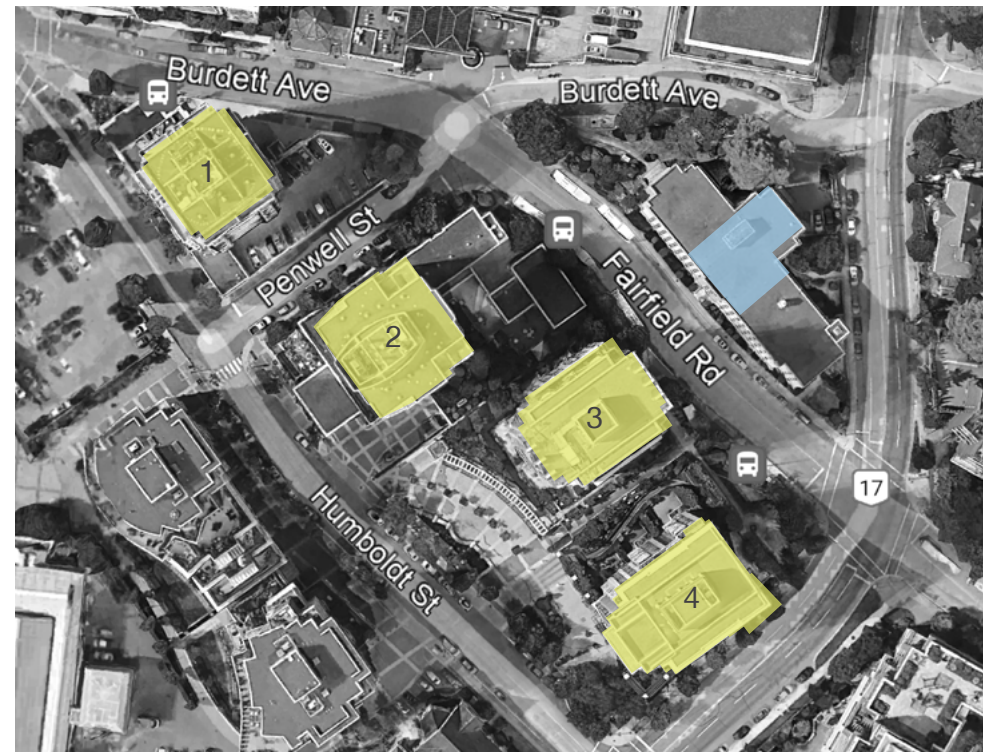 Burdett Ave
Burdett Ave
1
Penwell St
Fairfield Rd
2
3
17
Humboldt St
4